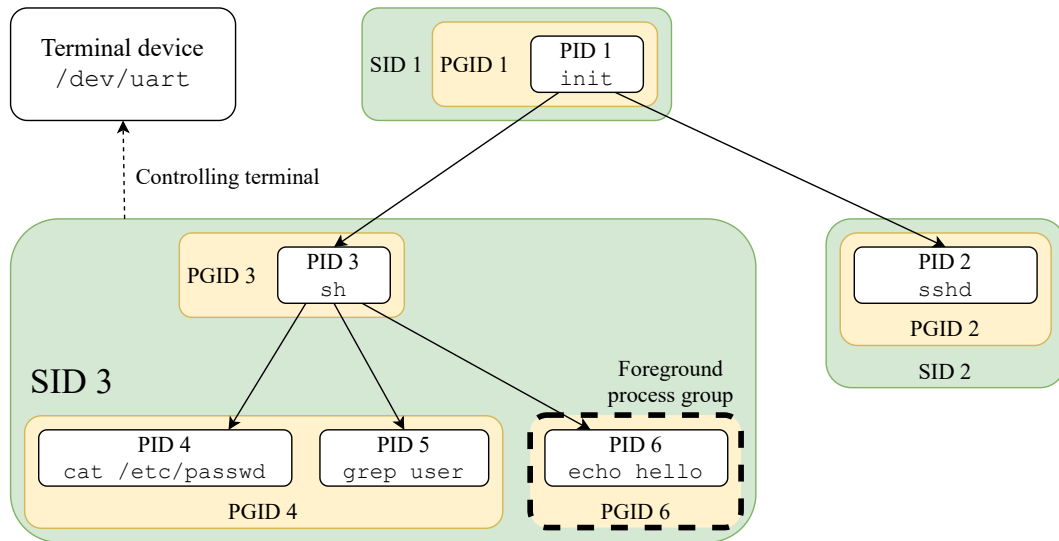 Terminal device
/dev/uart
SID 1
PGID 1
PID 1
init
Controlling terminal
PGID 3
PID 3
sh
PID 2
sshd
PGID 2
SID 2
SID 3
Foreground
process group
PID 4
cat /etc/passwd
PID 5
grep user
PGID 4
PID 6
echo hello
PGID 6